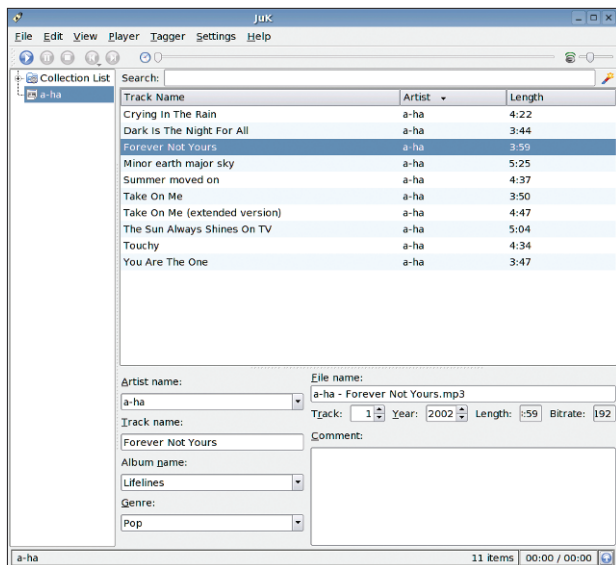 JuK
File Edit View Player Tagger Settings Help
Collection List
a-ha
Search:
Track Name Artist Length
Crying In The Rain a-ha 4:22
Dark Is The Night For All a-ha 3:44
Forever Not Yours a-ha 3:59
Minor earth major sky a-ha 5:25
Summer moved on a-ha 4:37
Take On Me a-ha 3:50
Take On Me (extended version) a-ha 4:47
The Sun Always Shines On TV a-ha 5:04
Touchy a-ha 4:34
You Are The One a-ha 3:47
Artist name:
a-ha
Track name:
Forever Not Yours
Album name:
Lifelines
Genre:
Pop
File name:
a-ha - Forever Not Yours.mp3
Track: 1 Year: 2002 Length: :59 Bitrate: 192
Comment:
a-ha 11 items 00:00 / 00:00